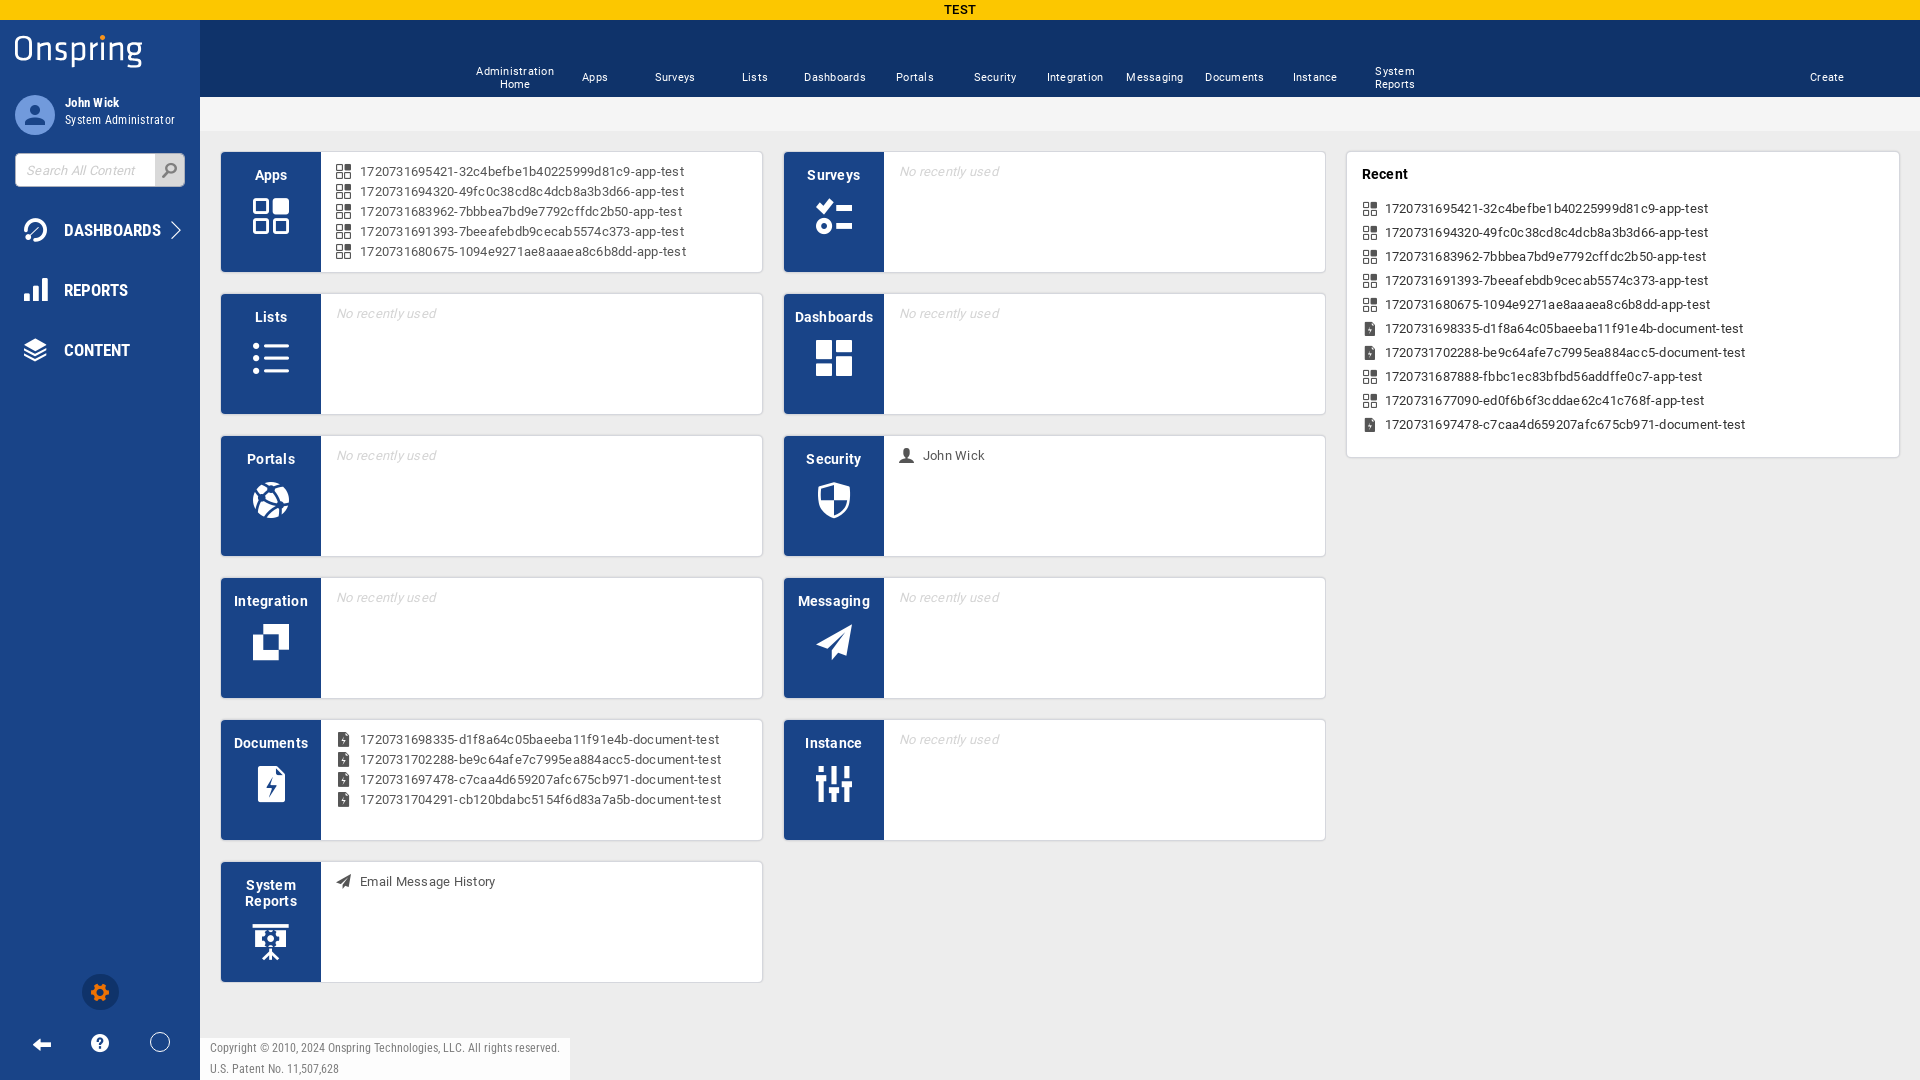 TEST
Onspring
John Wick
System Administrator
Search All Content
DASHBOARDS
REPORTS
CONTENT
Administration Home
Apps
Surveys
Lists
Dashboards
Portals
Security
Integration
Messaging
Documents
Instance
System Reports
Create
Apps
1720731695421-32c4befbe1b40225999d81c9-app-test
1720731694320-49fc0c38cd8c4dcb8a3b3d66-app-test
1720731683962-7bbbea7bd9e7792cffdc2b50-app-test
1720731691393-7beeafebdb9cecab5574c373-app-test
1720731680675-1094e9271ae8aaaea8c6b8dd-app-test
Surveys
No recently used
Lists
No recently used
Dashboards
No recently used
Portals
No recently used
Security
John Wick
Integration
No recently used
Messaging
No recently used
Documents
1720731698335-d1f8a64c05baeeba11f91e4b-document-test
1720731702288-be9c64afe7c7995ea884acc5-document-test
1720731697478-c7caa4d659207afc675cb971-document-test
1720731704291-cb120bdabc5154f6d83a7a5b-document-test
Instance
No recently used
System
Reports
Email Message History
Recent
1720731695421-32c4befbe1b40225999d81c9-app-test
1720731694320-49fc0c38cd8c4dcb8a3b3d66-app-test
1720731683962-7bbbea7bd9e7792cffdc2b50-app-test
1720731691393-7beeafebdb9cecab5574c373-app-test
1720731680675-1094e9271ae8aaaea8c6b8dd-app-test
1720731698335-d1f8a64c05baeeba11f91e4b-document-test
1720731702288-be9c64afe7c7995ea884acc5-document-test
1720731687888-fbbc1ec83bfbd56addffe0c7-app-test
1720731677090-ed0f6b6f3cddae62c41c768f-app-test
1720731697478-c7caa4d659207afc675cb971-document-test
Copyright © 2010, 2024 Onspring Technologies, LLC. All rights reserved.
U.S. Patent No. 11,507,628